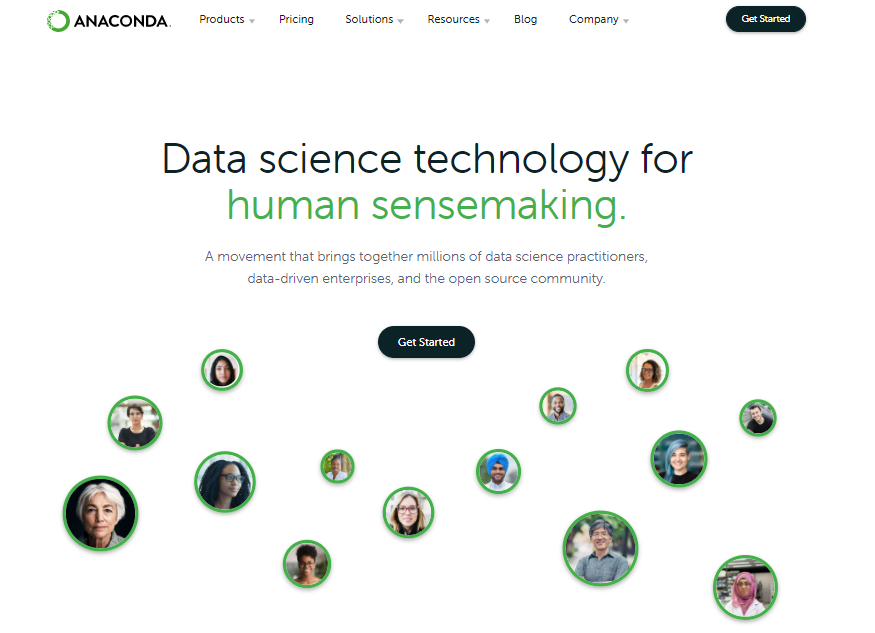 ANACONDA.
Products
Pricing
Solutions
Resources
Blog
Company
Get Started
Data science technology for
human sensemaking.
A movement that brings together millions of data science practitioners,
data-driven enterprises, and the open source community.
Get Started